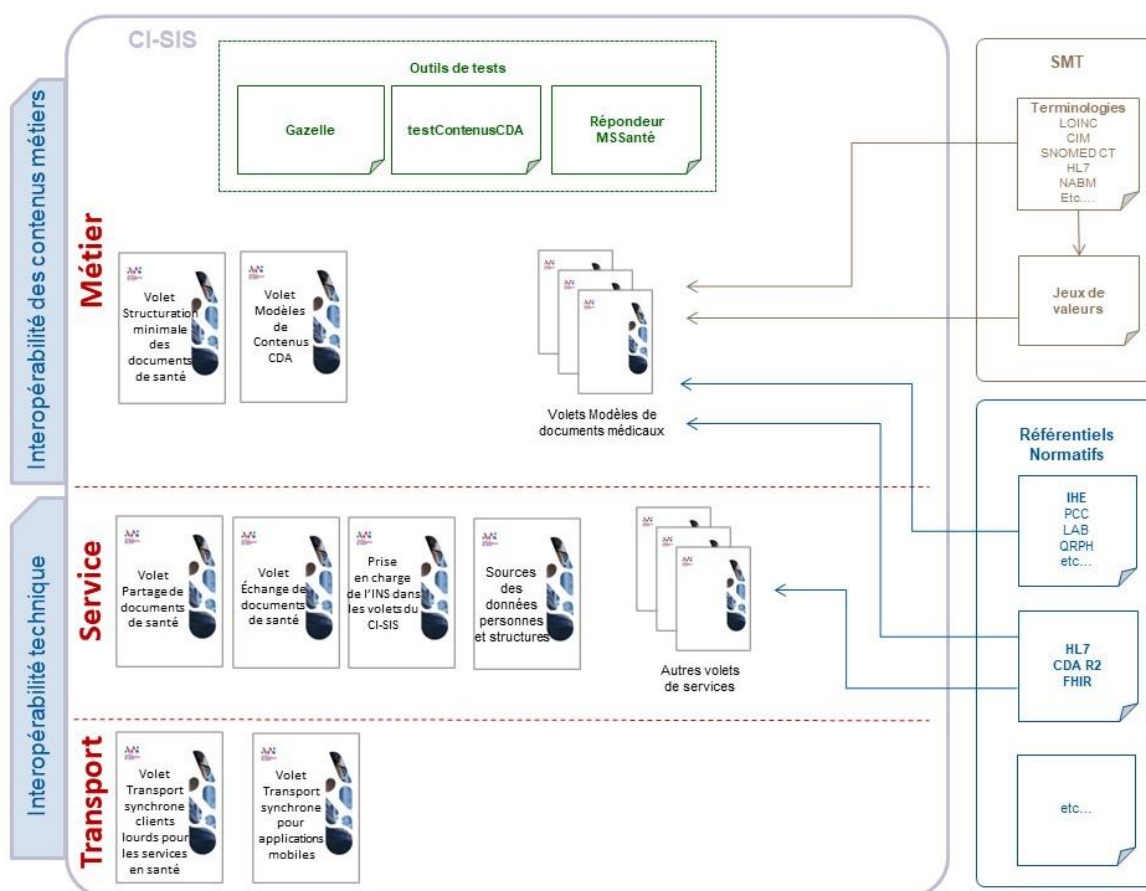 CI-SIS
Interopérabilité des contenus métiers
Métier
Outils de tests
Gazelle
testContenusCDA
Répondeur
MSSanté
Volet
Structuration
minimale
des
documents
de santé
Volet
Modèles
de
Contenus
CDA
Volets Modèles de
documents médicaux
Interopérabilité technique
Service
Volet
Partage de
documents
de santé
Volet
Échange de
documents
de santé
Prise
en charge
de l'INS dans
les volets du
CI-SIS
Sources
des
données
personnes
et structures
Autres volets
de services
Transport
Volet
Transport
synchrone
clients
lourds pour
les services
en santé
Volet
Transport
synchrone
pour
applications
mobiles
SMT
Terminologies
LOINC
CIM
SNOMED CT
HL7
NABM
Etc....
Jeux de
valeurs
Référentiels
Normatifs
IHE
PCC
LAB
QRPH
etc...
HL7
CDA R2
FHIR
etc...